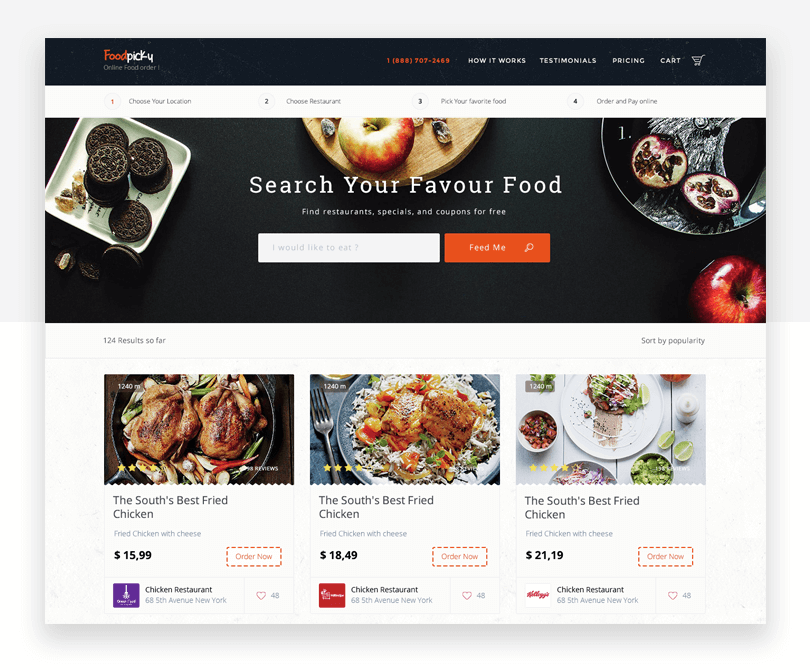 Foodpicky
Online Food order !
1 (888) 707-2469 HOW IT WORKS TESTIMONIALS PRICING CART
1 Choose Your Location 2 Choose Restaurant 3 Pick Your favorite food 4 Order and Pay online
1.
Search Your Favour Food
Find restaurants, specials, and coupons for free
I would like to eat ? Feed Me
124 Results so far Sort by popularity
1240 m 1240 m 1240 m
REVIEWS REVIEWS REVIEWS
The South's Best Fried
Chicken
Fried Chicken with cheese
$ 15,99 Order Now
Chicken Restaurant
68 5th Avenue New York
48
The South's Best Fried
Chicken
Fried Chicken with cheese
$ 18,49 Order Now
Chicken Restaurant
68 5th Avenue New York
48
The South's Best Fried
Chicken
Fried Chicken with cheese
$ 21,19 Order Now
Kellogg's
Chicken Restaurant
68 5th Avenue New York
48